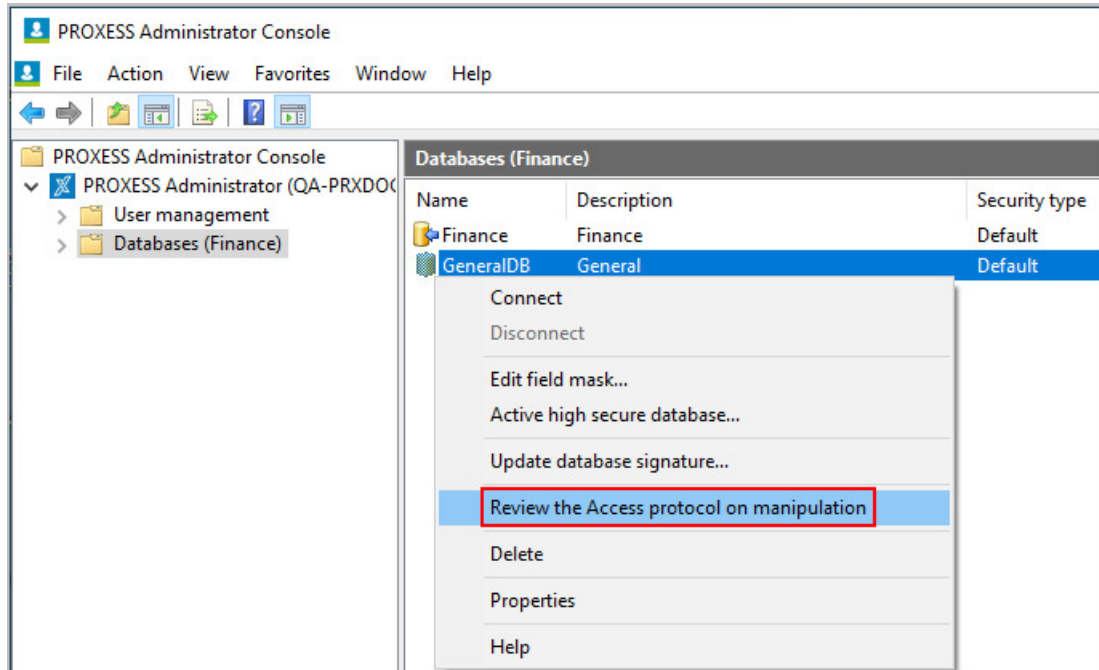 PROXESS Administrator Console
File Action View Favorites Window Help
PROXESS Administrator Console
PROXESS Administrator (QA-PRXDO
User management
Databases (Finance)
Databases (Finance)
Name Description Security type
Finance Finance Default
GeneralDB General Default
Connect
Disconnect
Edit field mask...
Active high secure database...
Update database signature...
Review the Access protocol on manipulation
Delete
Properties
Help